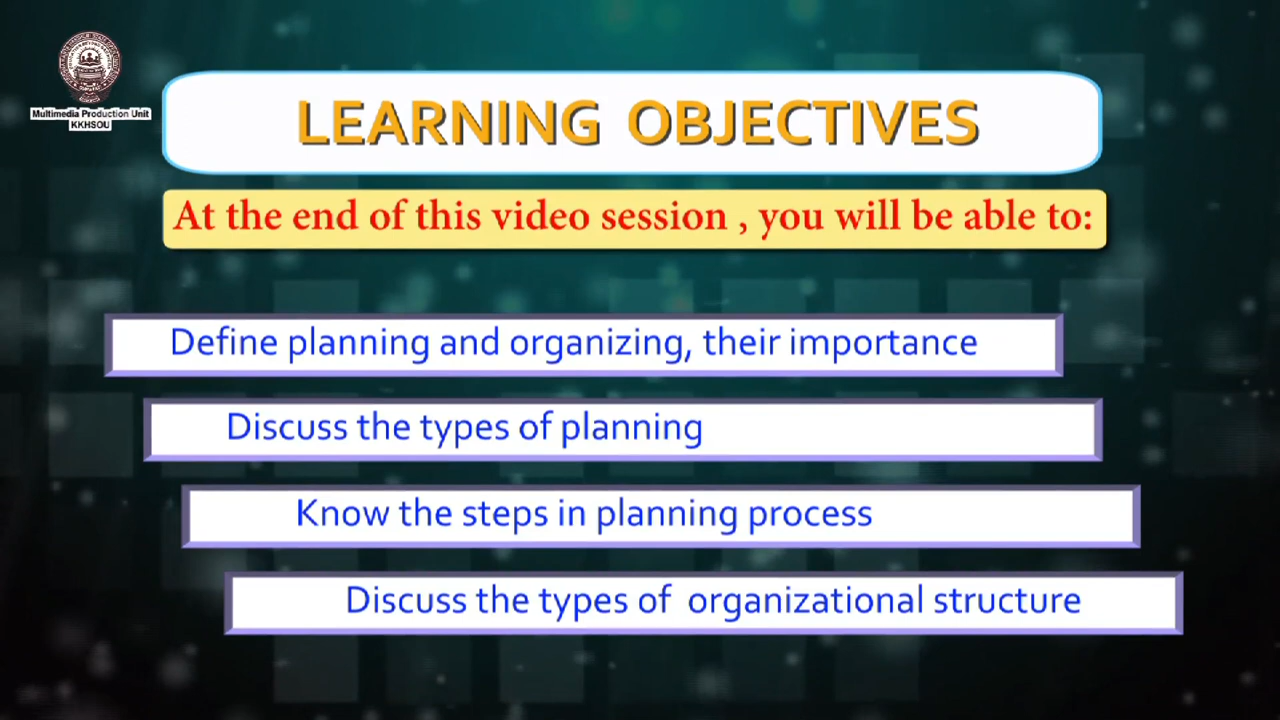 Multimedia Production Unit
KKHSOU
LEARNING OBJECTIVES
At the end of this video session , you will be able to:
Define planning and organizing, their importance
Discuss the types of planning
Know the steps in planning process
Discuss the types of organizational structure